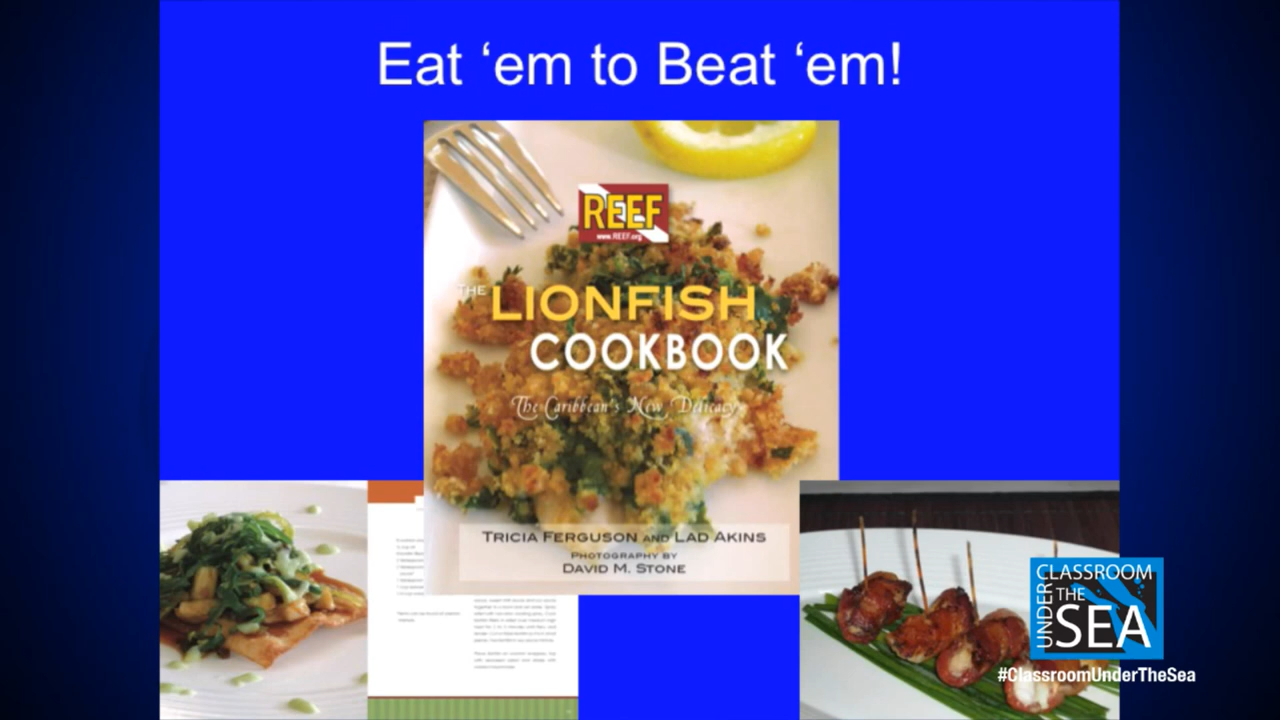 Eat ‘em to Beat ‘em!
REEF
www.REEF.org
THE LIONFISH
COOKBOOK
The Caribbean's New Delicacy
TRICIA FERGUSON AND LAD AKINS
PHOTOGRAPHY BY
DAVID M. STONE
CLASSROOM
UNDER THE
SEA
#ClassroomUnderTheSea